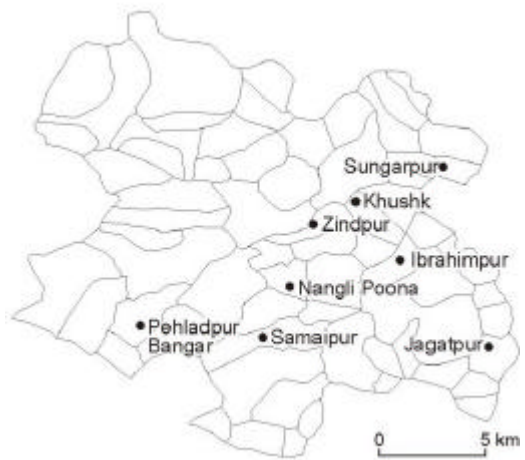 Sungarpur
Khushk
Zindpur
Ibrahimpur
Nangli Poona
Pehladpur
Bangar
Samaipur
Jagatpur
0 5 km